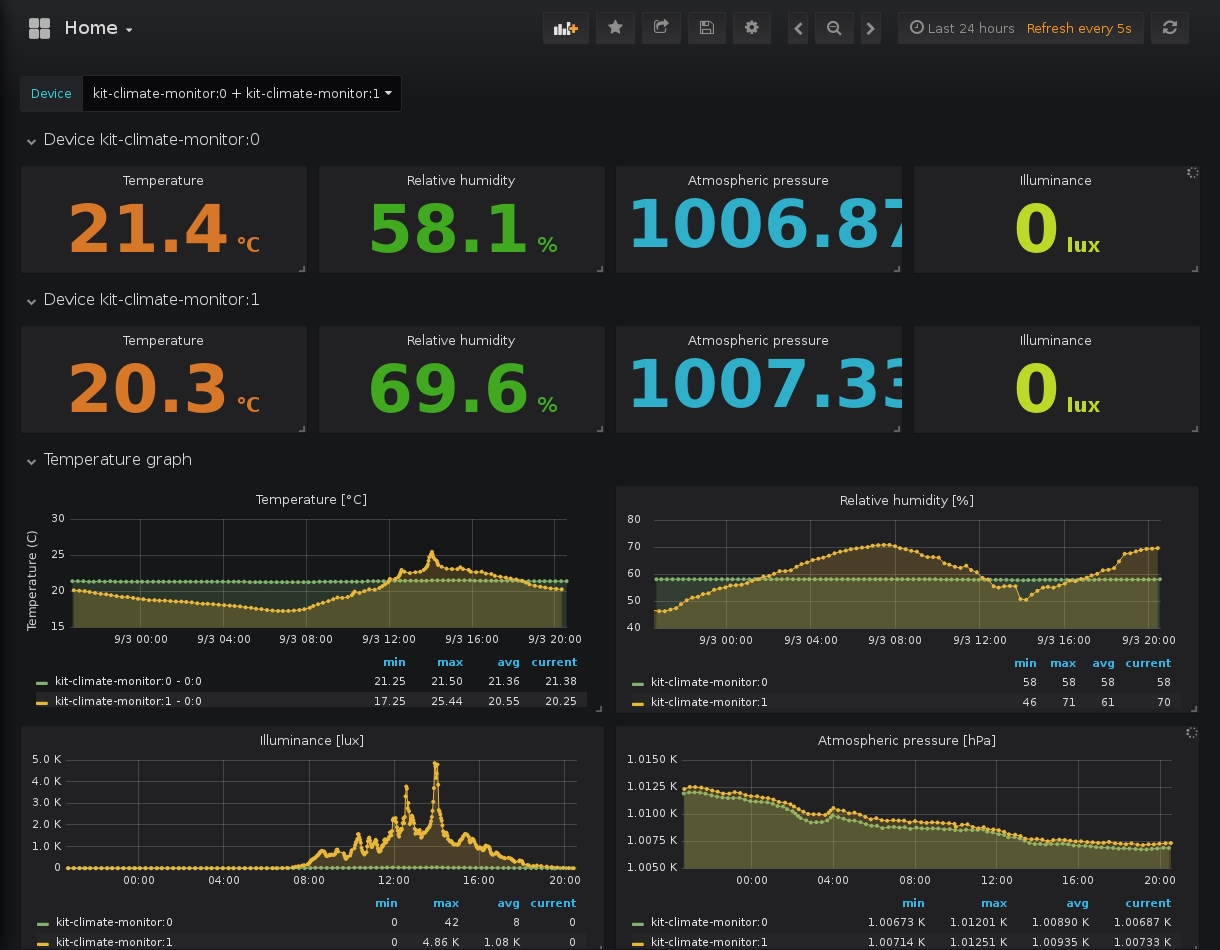 Home
Last 24 hours Refresh every 5s
Device kit-climate-monitor:0 + kit-climate-monitor:1
Device kit-climate-monitor:0
Temperature Relative humidity Atmospheric pressure Illuminance
21.4 °C 58.1 % 1006.87 0 lux
Device kit-climate-monitor:1
Temperature Relative humidity Atmospheric pressure Illuminance
20.3 °C 69.6 % 1007.33 0 lux
Temperature graph
Temperature [°C]
Temperature (C)
30
25
20
15
9/3 00:00 9/3 04:00 9/3 08:00 9/3 12:00 9/3 16:00 9/3 20:00
min max avg current
kit-climate-monitor:0 - 0:0 21.25 21.50 21.36 21.38
kit-climate-monitor:1 - 0:0 17.25 25.44 20.55 20.25
Relative humidity [%]
80
70
60
50
40
9/3 00:00 9/3 04:00 9/3 08:00 9/3 12:00 9/3 16:00 9/3 20:00
min max avg current
kit-climate-monitor:0 58 58 58 58
kit-climate-monitor:1 46 71 61 70
Illuminance [lux]
5.0 K
4.0 K
3.0 K
2.0 K
1.0 K
0
00:00 04:00 08:00 12:00 16:00 20:00
min max avg current
kit-climate-monitor:0 0 42 8 0
kit-climate-monitor:1 0 4.86 K 1.08 K 0
Atmospheric pressure [hPa]
1.0150 K
1.0125 K
1.0100 K
1.0075 K
1.0050 K
00:00 04:00 08:00 12:00 16:00 20:00
min max avg current
kit-climate-monitor:0 1.00673 K 1.01201 K 1.00890 K 1.00687 K
kit-climate-monitor:1 1.00714 K 1.01251 K 1.00935 K 1.00733 K